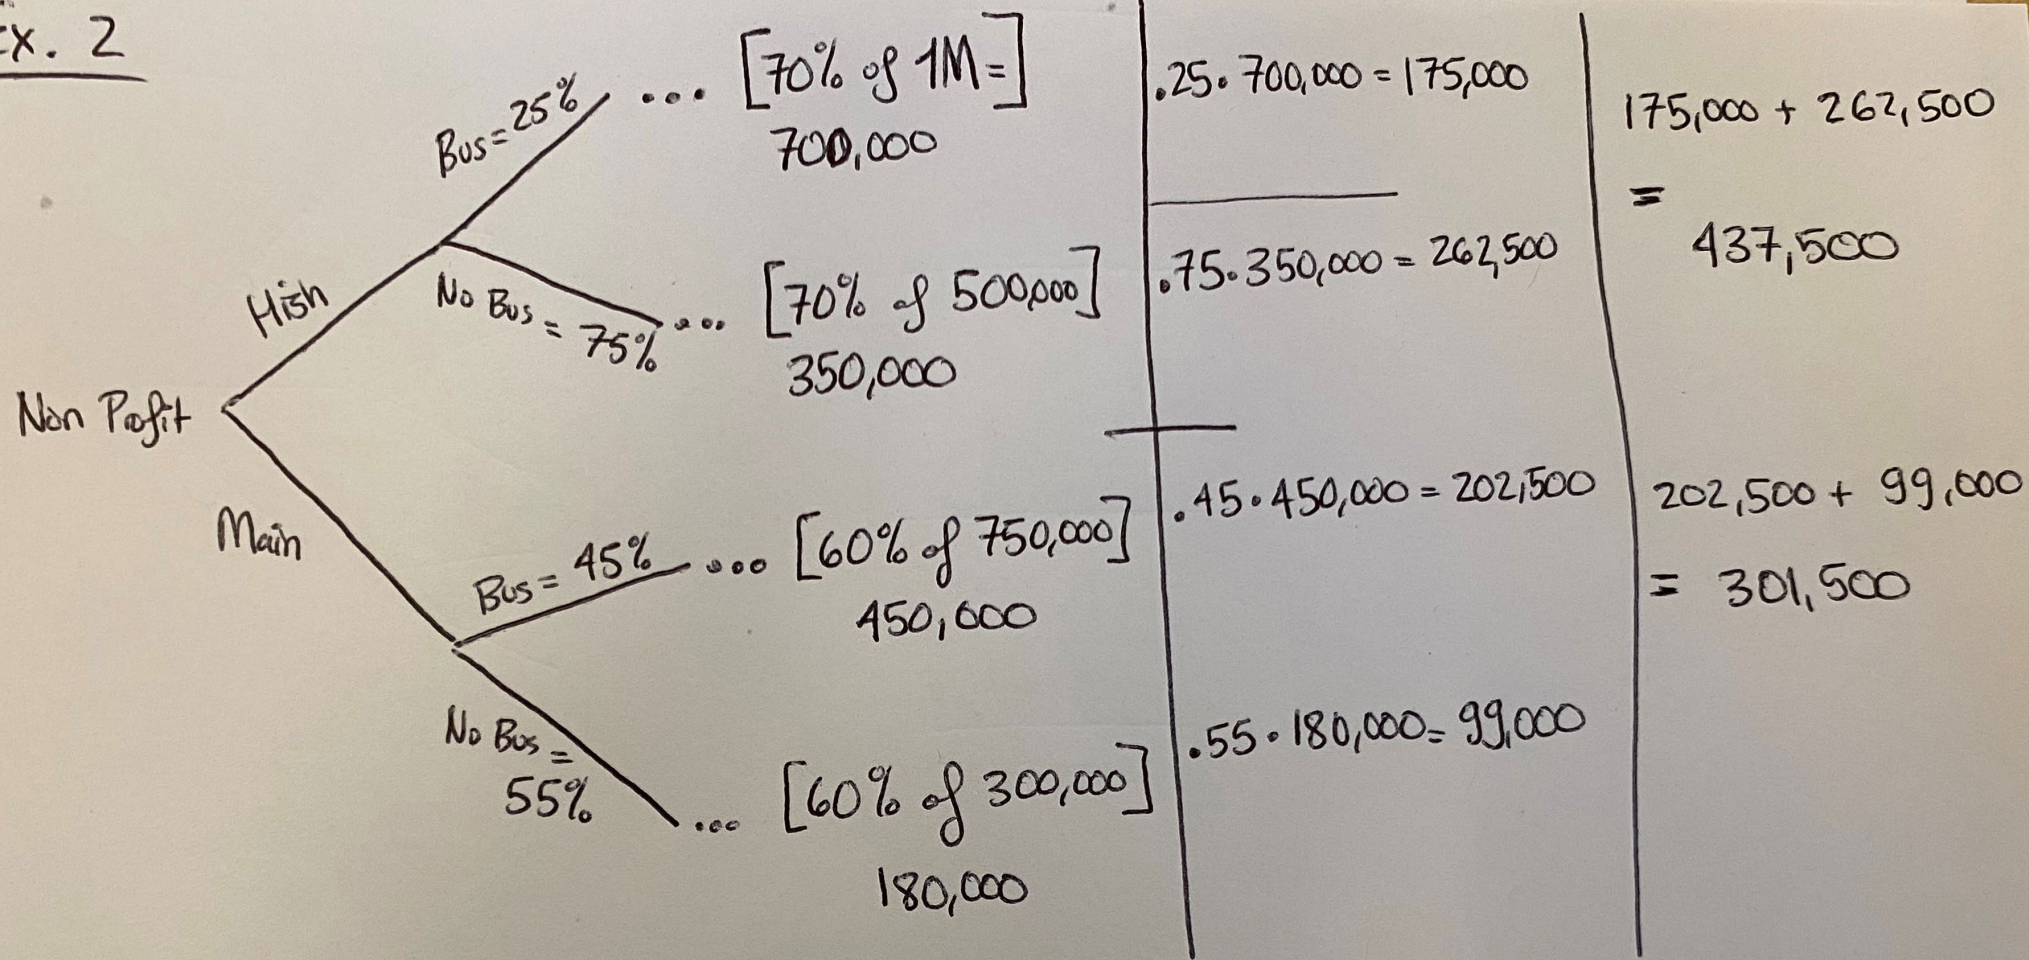 Ex. 2
Non Profit
High
Bus = 25%
... [70% of 1M=]
700,000
.25 · 700,000 = 175,000
No Bus = 75%
... [70% of 500,000]
350,000
.75 · 350,000 = 262,500
175,000 + 262,500
=
437,500
Main
Bus = 45%
... [60% of 750,000]
450,000
.45 · 450,000 = 202,500
No Bus =
55%
... [60% of 300,000]
180,000
.55 · 180,000 = 99,000
202,500 + 99,000
= 301,500